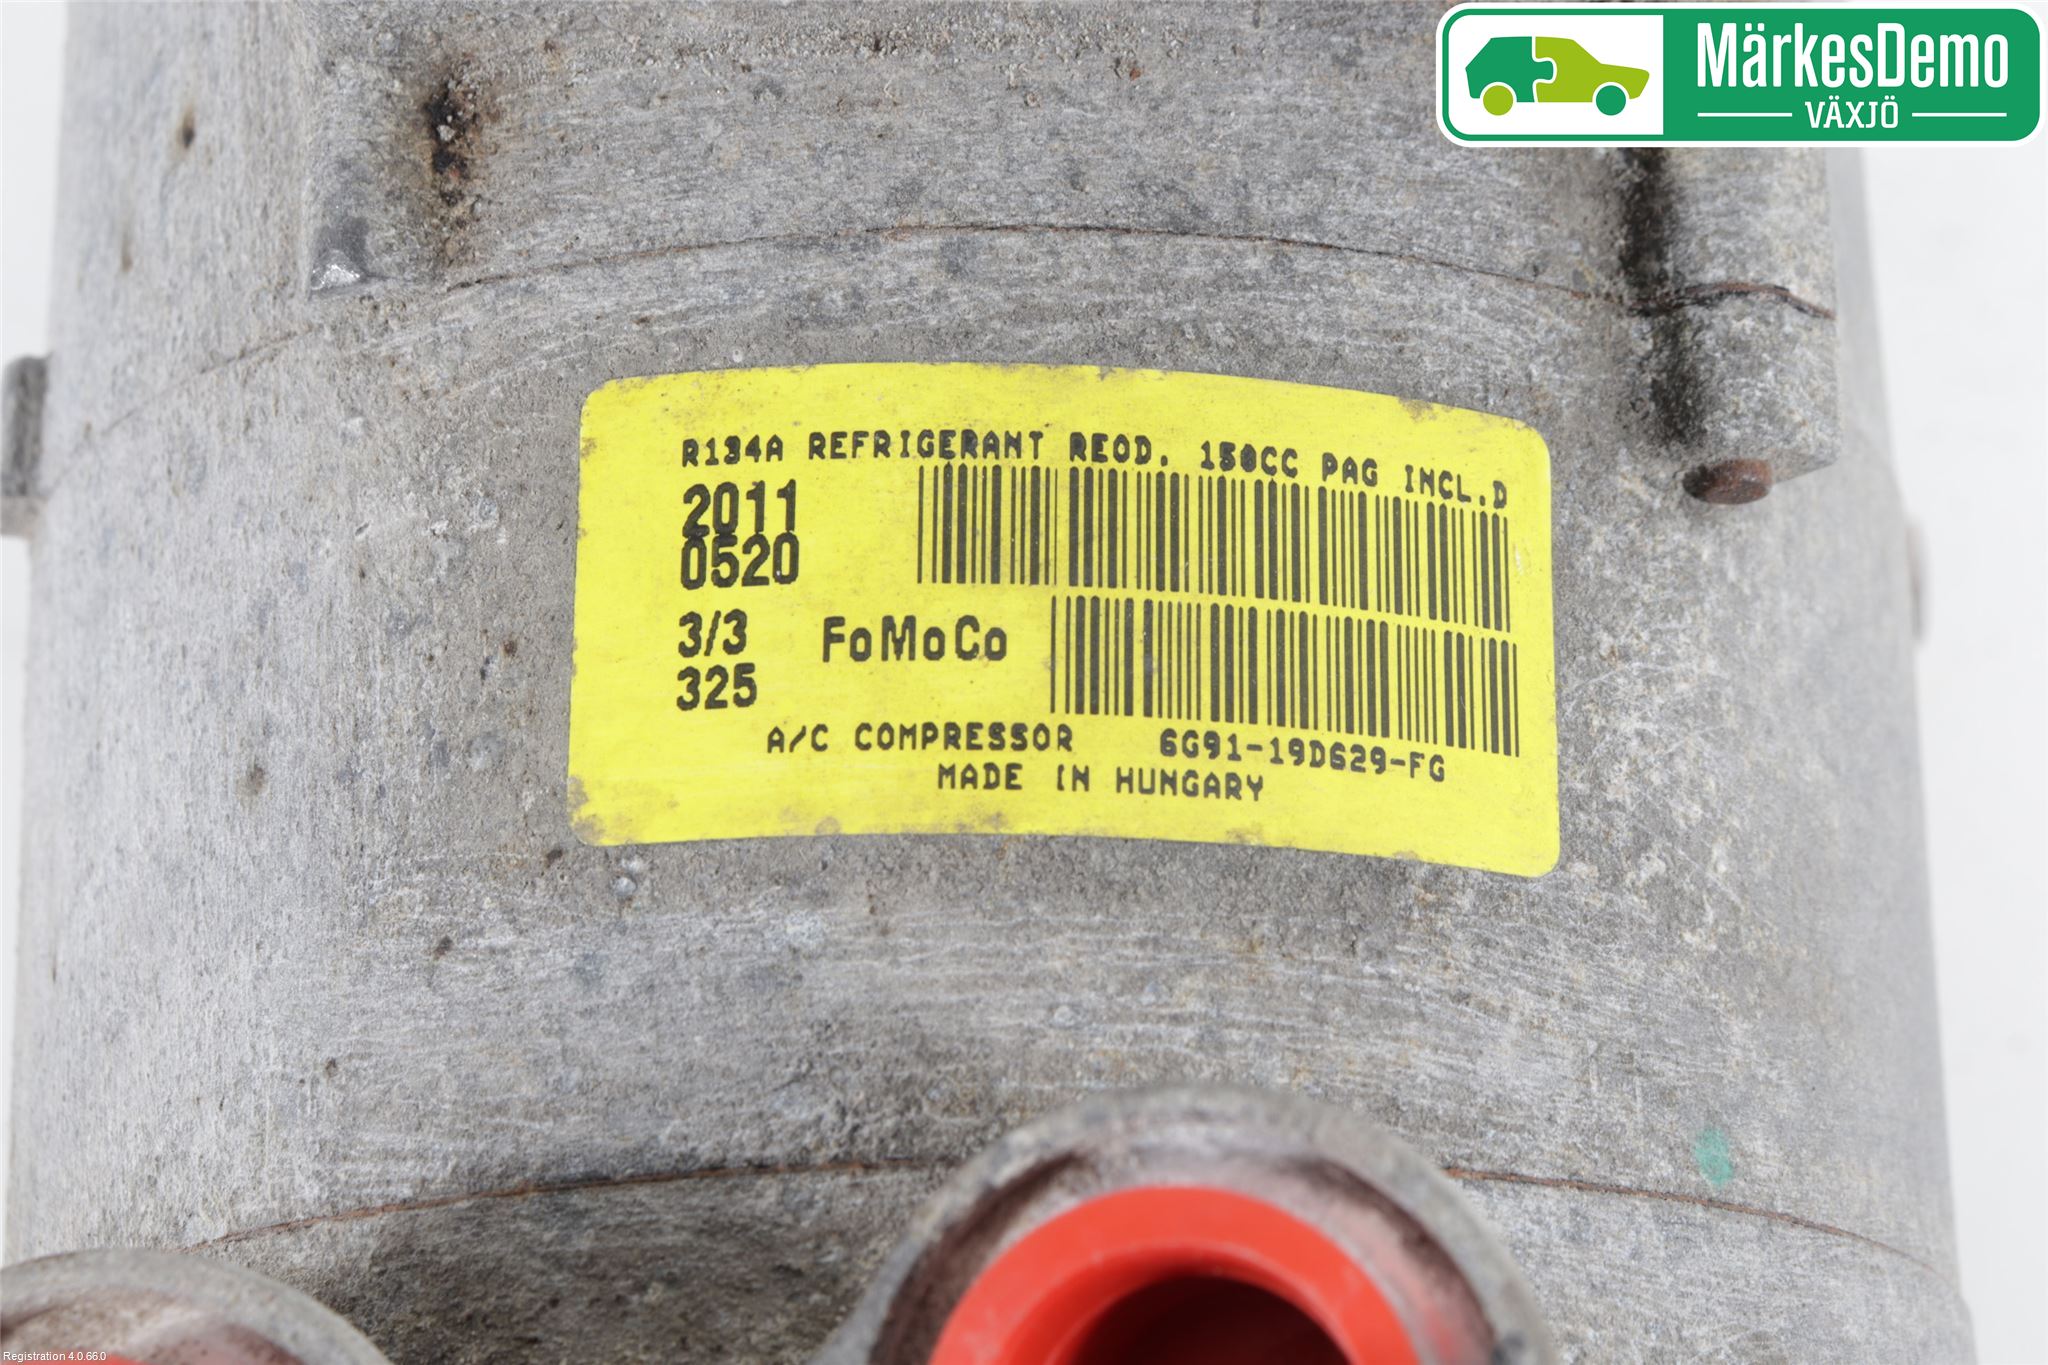 MärkesDemo
VÄXJÖ
R134A REFRIGERANT REOD. 150CC PAG INCL.D
2011
0520
3/3
FoMoCo
325
A/C COMPRESSOR 6G91-19D629-FG
MADE IN HUNGARY
Registration 4.0.66.0